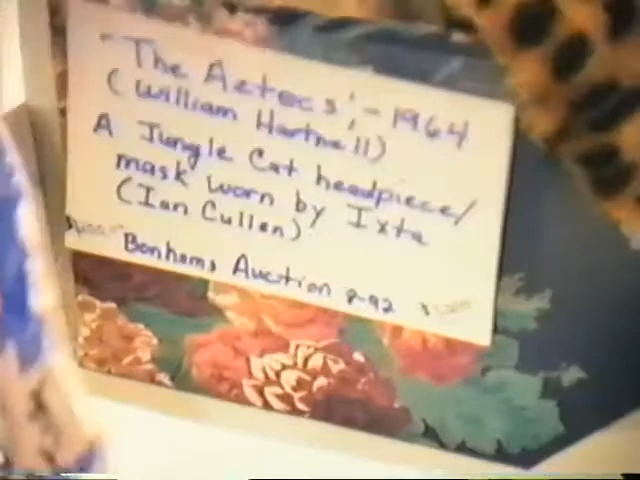 "The Aztecs", - 1964
(William Hartnell)
A Jungle Cat headpiece/
mask worn by Ixta
(Ian Cullen)
Bonhams Auction 8-92